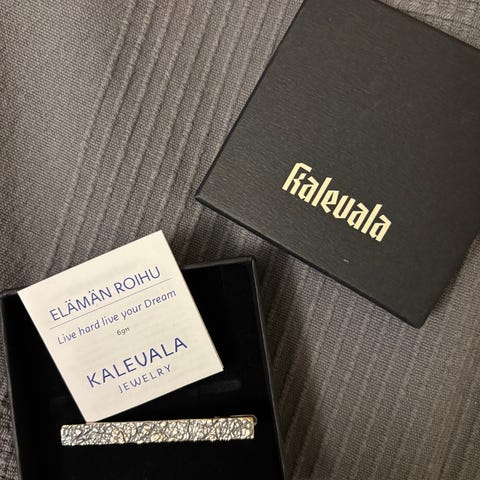 Kalevala
ELÄMÄN ROIHU
Live hard live your Dream
6gn
KALEVALA
JEWELRY